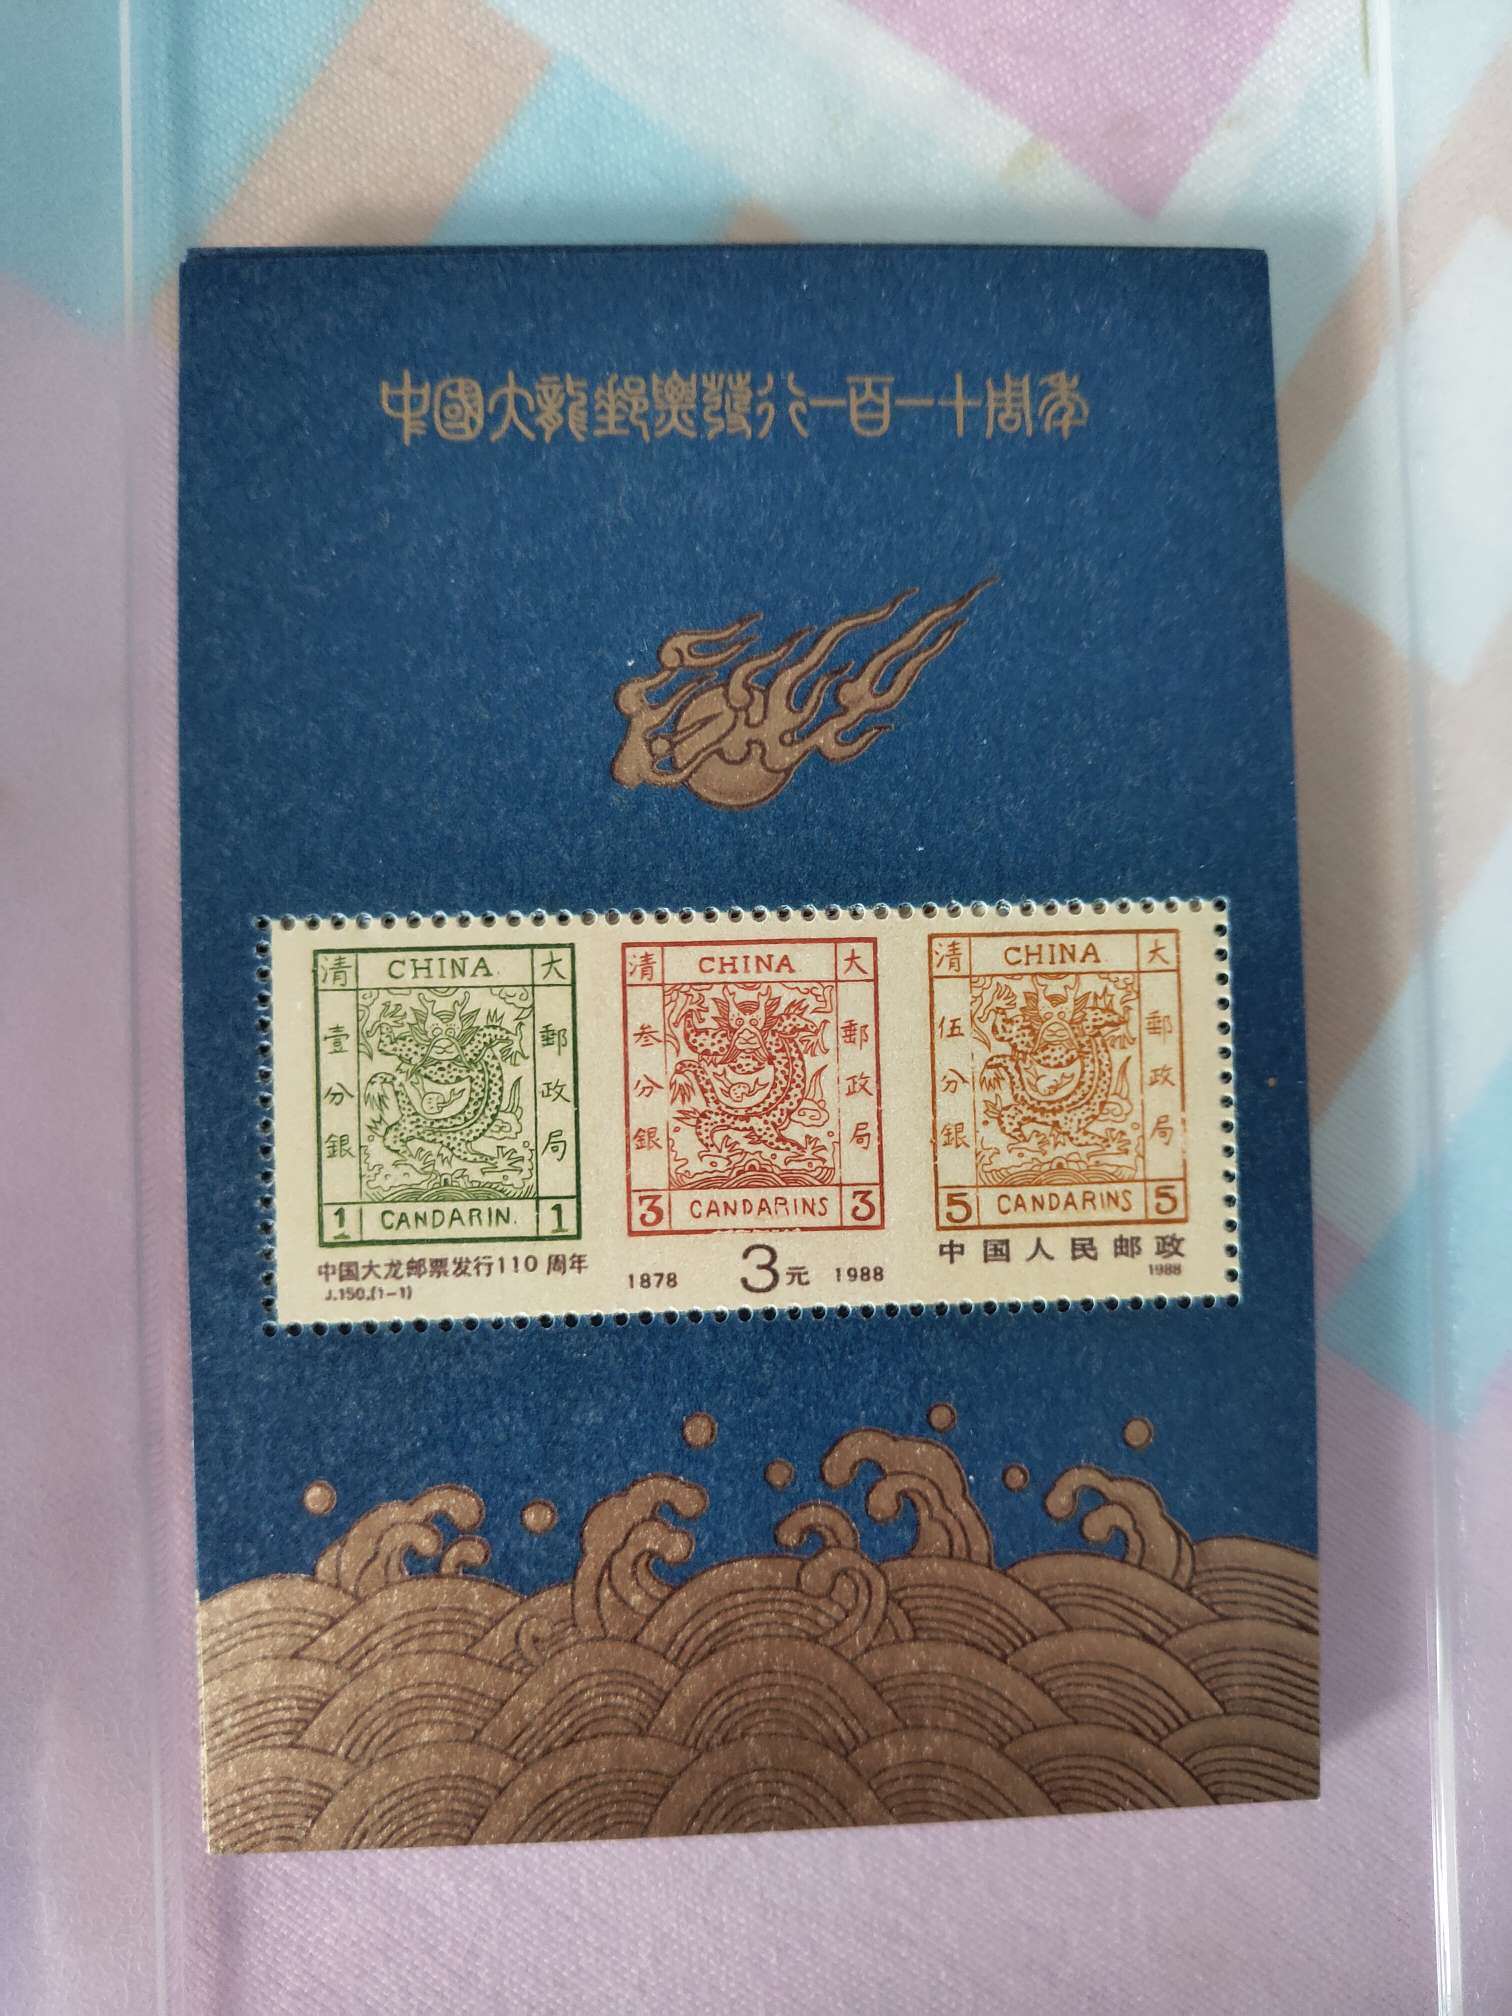 中國大龍郵票發行一百一十周年
清 CHINA 大
壹分銀
郵政局
1 CANDARIN. 1
清 CHINA 大
叁分銀
郵政局
3 CANDARINS 3
清 CHINA 大
伍分銀
郵政局
5 CANDARINS 5
中国大龙邮票发行110周年
J.150.(1-1)
1878 3元 1988
中国人民邮政
1988